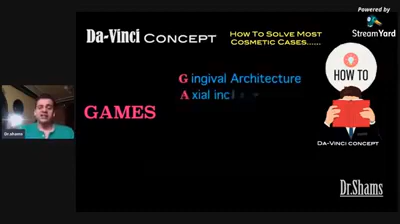 Powered by
StreamYard
Da-Vinci CONCEPT
HOW TO SOLVE MOST
COSMETIC CASES......
Gingival Architecture
Axial inc
GAMES
HOW TO
DA-VINCI CONCEPT
Dr.shams
Dr.Shams